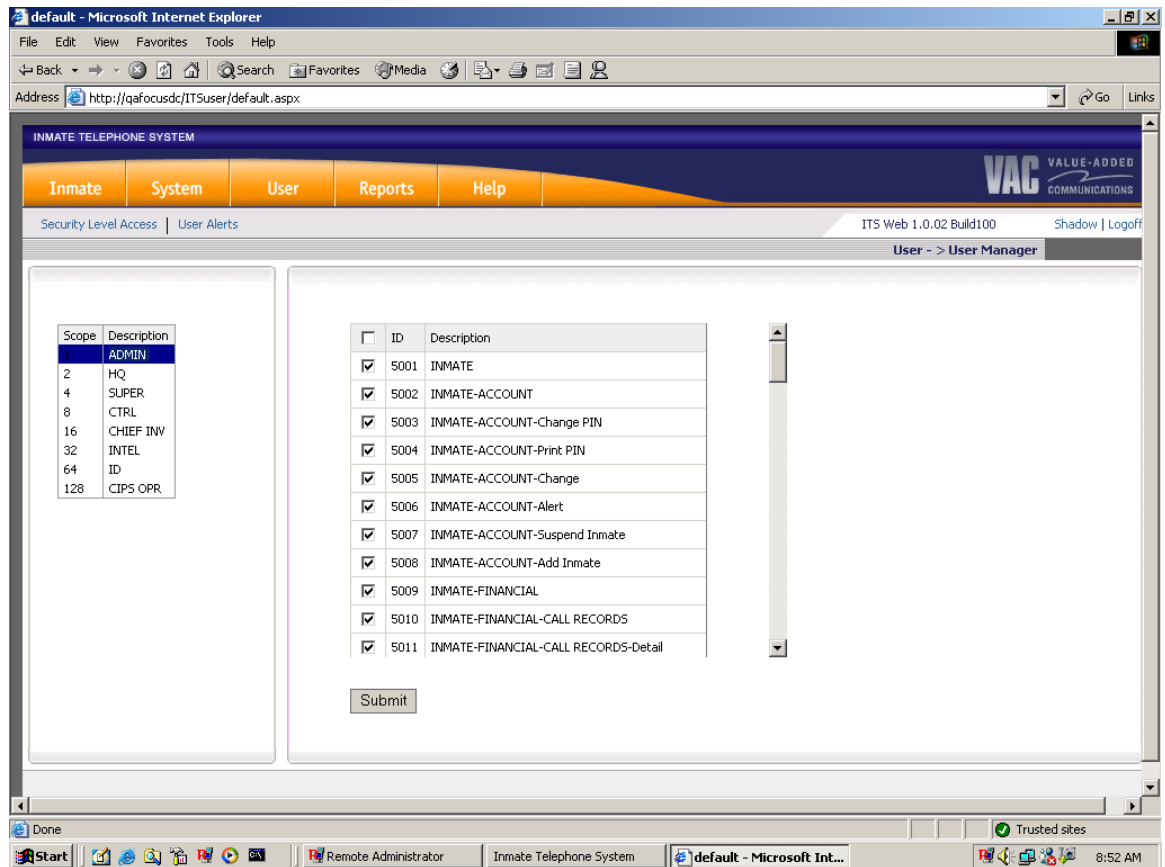 default - Microsoft Internet Explorer
File Edit View Favorites Tools Help
Back Search Favorites Media
Address http://qafocusdc/ITSuser/default.aspx Go Links
INMATE TELEPHONE SYSTEM
VAC VALUE-ADDED COMMUNICATIONS
Inmate System User Reports Help
Security Level Access | User Alerts ITS Web 1.0.02 Build100 Shadow | Logoff
User - > User Manager
Scope Description
1 ADMIN
2 HQ
4 SUPER
8 CTRL
16 CHIEF INV
32 INTEL
64 ID
128 CIPS OPR
ID Description
5001 INMATE
5002 INMATE-ACCOUNT
5003 INMATE-ACCOUNT-Change PIN
5004 INMATE-ACCOUNT-Print PIN
5005 INMATE-ACCOUNT-Change
5006 INMATE-ACCOUNT-Alert
5007 INMATE-ACCOUNT-Suspend Inmate
5008 INMATE-ACCOUNT-Add Inmate
5009 INMATE-FINANCIAL
5010 INMATE-FINANCIAL-CALL RECORDS
5011 INMATE-FINANCIAL-CALL RECORDS-Detail
Submit
Done Trusted sites
Start Remote Administrator Inmate Telephone System default - Microsoft Int... 8:52 AM